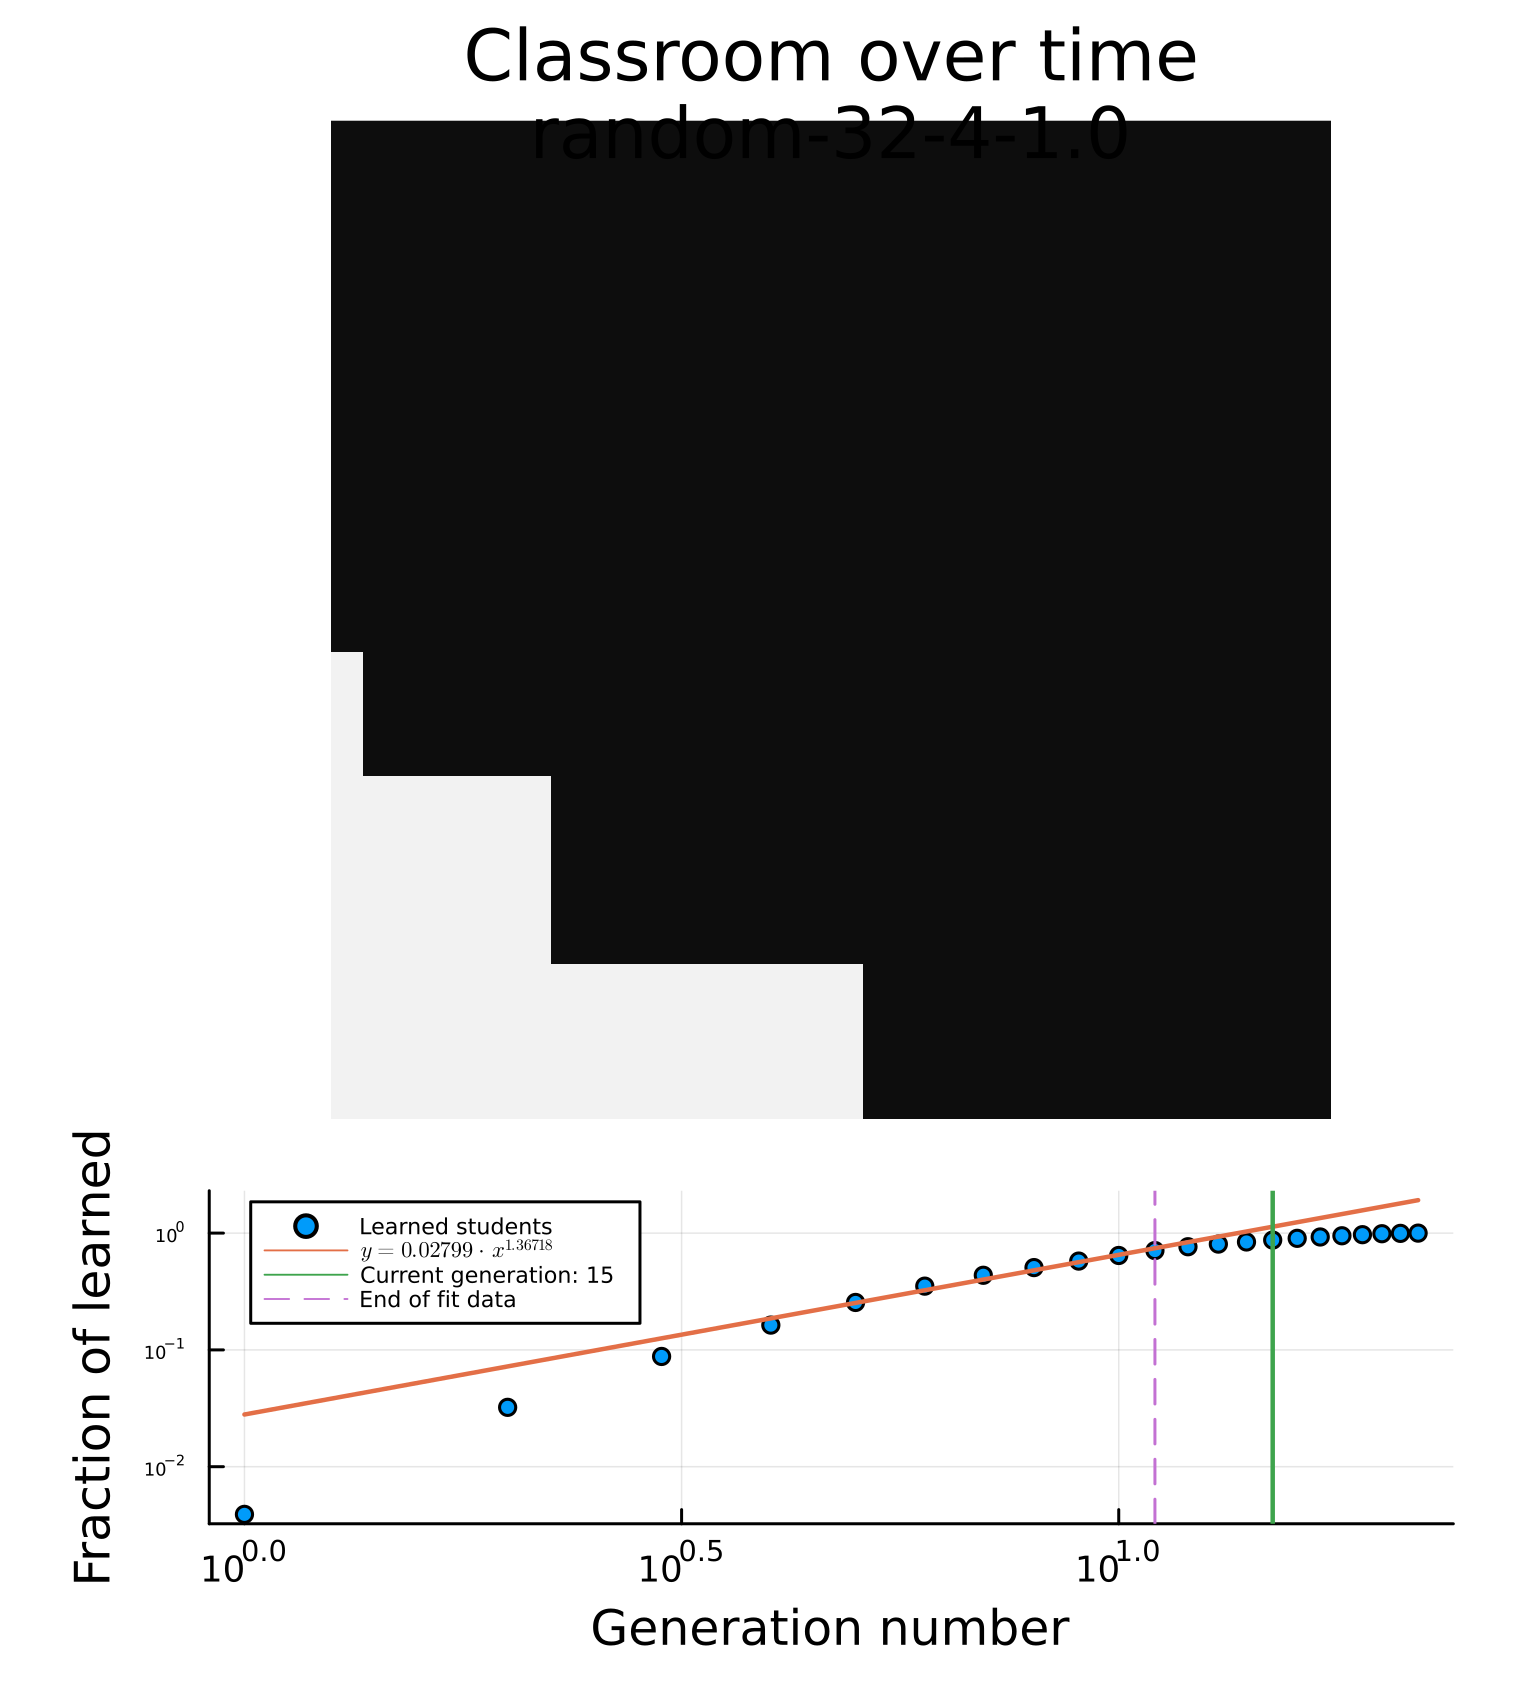 Classroom over time
random-32-4-1.0
Fraction of learned
10⁰
10⁻¹
10⁻²
Learned students
y = 0.02799 · x^1.36718
Current generation: 15
End of fit data
10^0.0
10^0.5
10^1.0
Generation number